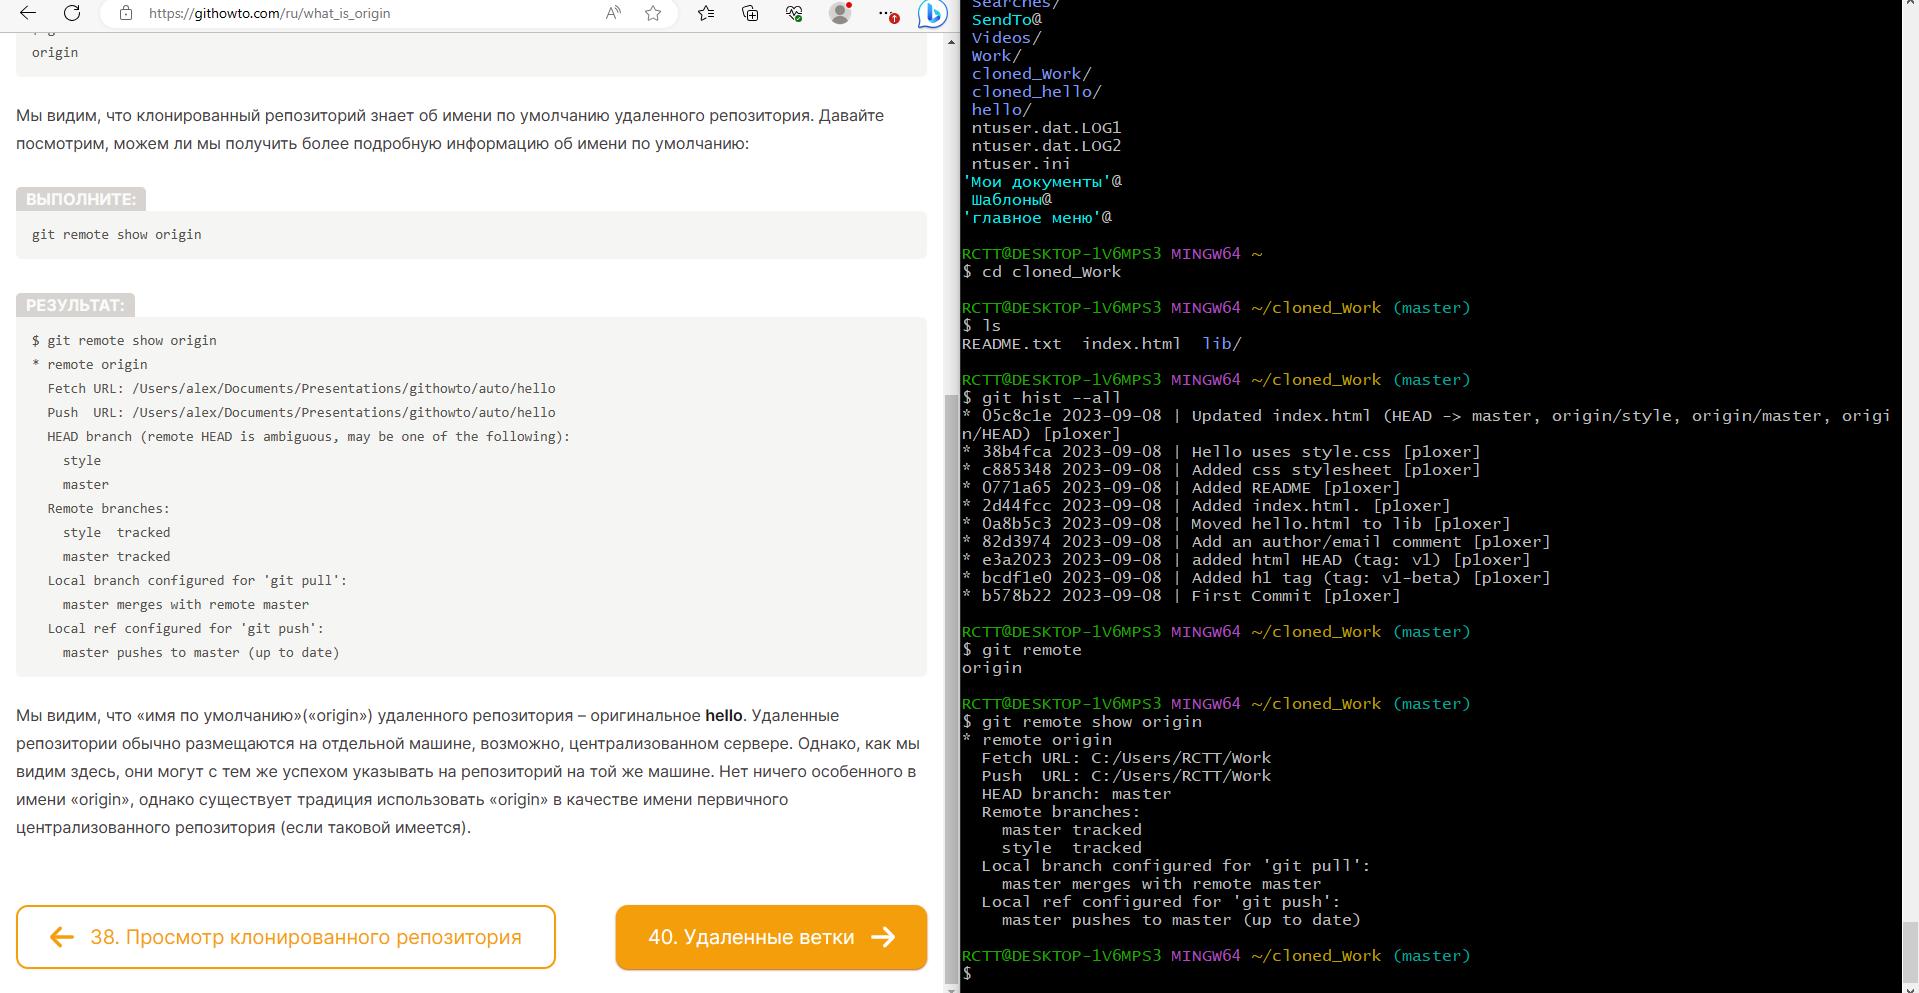 https://githowto.com/ru/what_is_origin
origin
Мы видим, что клонированный репозиторий знает об имени по умолчанию удаленного репозитория. Давайте
посмотрим, можем ли мы получить более подробную информацию об имени по умолчанию:
ВЫПОЛНИТЕ:
git remote show origin
РЕЗУЛЬТАТ:
$ git remote show origin
* remote origin
Fetch URL: /Users/alex/Documents/Presentations/githowto/auto/hello
Push  URL: /Users/alex/Documents/Presentations/githowto/auto/hello
HEAD branch (remote HEAD is ambiguous, may be one of the following):
style
master
Remote branches:
style  tracked
master tracked
Local branch configured for 'git pull':
master merges with remote master
Local ref configured for 'git push':
master pushes to master (up to date)
Мы видим, что «имя по умолчанию»(«origin») удаленного репозитория – оригинальное hello. Удаленные
репозитории обычно размещаются на отдельной машине, возможно, централизованном сервере. Однако, как мы
видим здесь, они могут с тем же успехом указывать на репозиторий на той же машине. Нет ничего особенного в
имени «origin», однако существует традиция использовать «origin» в качестве имени первичного
централизованного репозитория (если таковой имеется).
38. Просмотр клонированного репозитория
40. Удаленные ветки
Searches/
SendTo@
Videos/
Work/
cloned_Work/
cloned_hello/
hello/
ntuser.dat.LOG1
ntuser.dat.LOG2
ntuser.ini
'Мои документы'@
Шаблоны@
'главное меню'@
RCTT@DESKTOP-1V6MPS3 MINGW64 ~
$ cd cloned_Work
RCTT@DESKTOP-1V6MPS3 MINGW64 ~/cloned_Work (master)
$ ls
README.txt  index.html  lib/
RCTT@DESKTOP-1V6MPS3 MINGW64 ~/cloned_Work (master)
$ git hist --all
* 05c8c1e 2023-09-08 | Updated index.html (HEAD -> master, origin/style, origin/master, origi
n/HEAD) [p1oxer]
* 38b4fca 2023-09-08 | Hello uses style.css [p1oxer]
* c885348 2023-09-08 | Added css stylesheet [p1oxer]
* 0771a65 2023-09-08 | Added README [p1oxer]
* 2d44fcc 2023-09-08 | Added index.html. [p1oxer]
* 0a8b5c3 2023-09-08 | Moved hello.html to lib [p1oxer]
* 82d3974 2023-09-08 | Add an author/email comment [p1oxer]
* e3a2023 2023-09-08 | added html HEAD (tag: v1) [p1oxer]
* bcdf1e0 2023-09-08 | Added h1 tag (tag: v1-beta) [p1oxer]
* b578b22 2023-09-08 | First Commit [p1oxer]
RCTT@DESKTOP-1V6MPS3 MINGW64 ~/cloned_Work (master)
$ git remote
origin
RCTT@DESKTOP-1V6MPS3 MINGW64 ~/cloned_Work (master)
$ git remote show origin
* remote origin
Fetch URL: C:/Users/RCTT/Work
Push  URL: C:/Users/RCTT/Work
HEAD branch: master
Remote branches:
master tracked
style  tracked
Local branch configured for 'git pull':
master merges with remote master
Local ref configured for 'git push':
master pushes to master (up to date)
RCTT@DESKTOP-1V6MPS3 MINGW64 ~/cloned_Work (master)
$